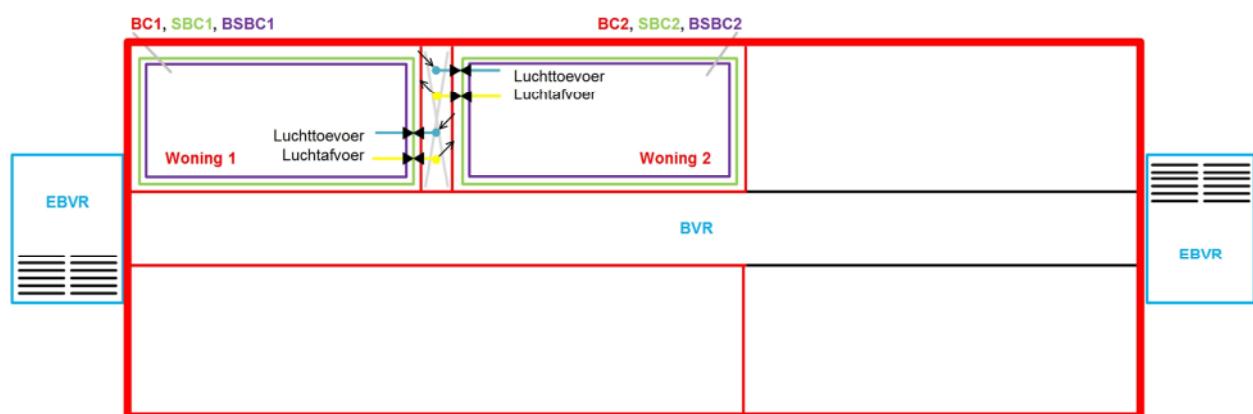 BC1, SBC1, BSBC1
BC2, SBC2, BSBC2
Luchttoevoer
Luchtafvoer
Luchttoevoer
Luchtafvoer
Woning 1
Woning 2
EBVR
BVR
EBVR